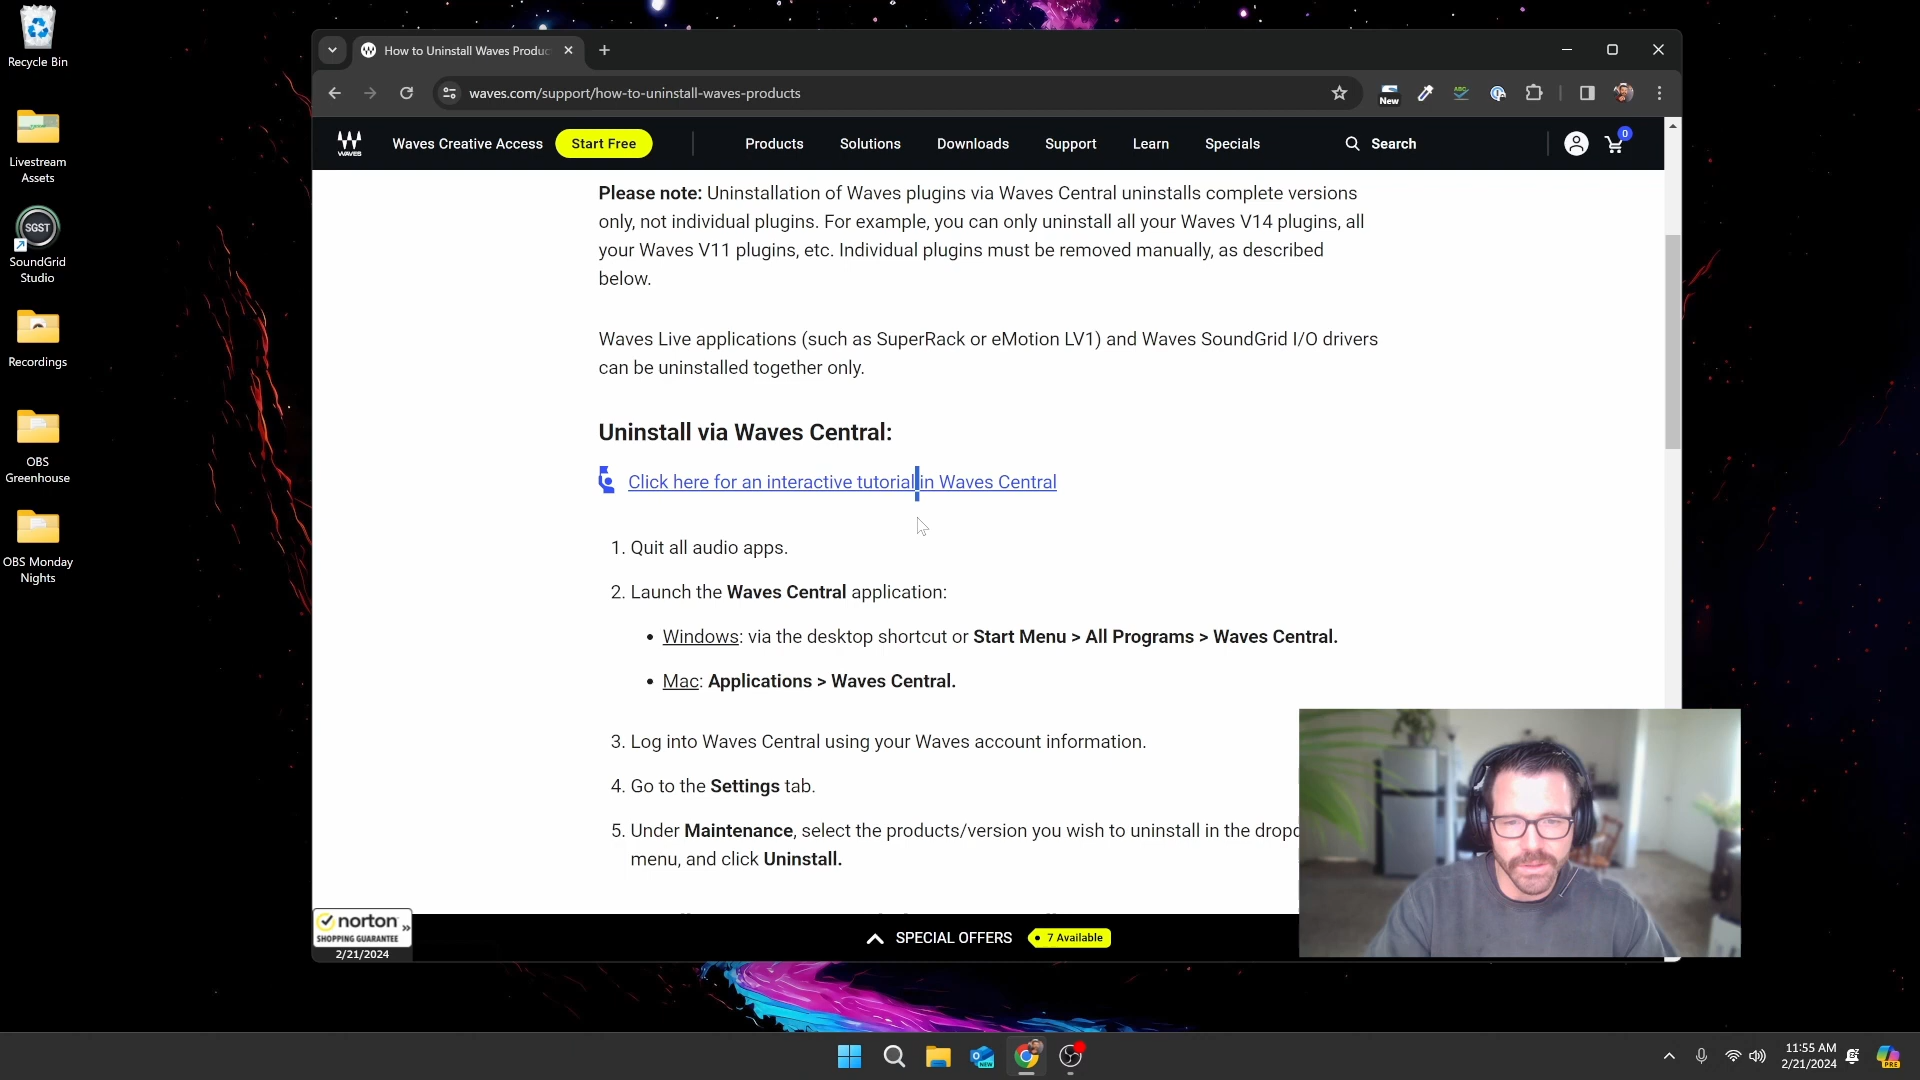 Recycle Bin
Livestream
Assets
SGST
SoundGrid
Studio
Recordings
OBS
Greenhouse
OBS Monday
Nights
How to Uninstall Waves Produc
waves.com/support/how-to-uninstall-waves-products
New
ABC
WAVES
Waves Creative Access
Start Free
Products
Solutions
Downloads
Support
Learn
Specials
Search
0
Please note: Uninstallation of Waves plugins via Waves Central uninstalls complete versions
only, not individual plugins. For example, you can only uninstall all your Waves V14 plugins, all
your Waves V11 plugins, etc. Individual plugins must be removed manually, as described
below.
Waves Live applications (such as SuperRack or eMotion LV1) and Waves SoundGrid I/O drivers
can be uninstalled together only.
Uninstall via Waves Central:
Click here for an interactive tutorial in Waves Central
1. Quit all audio apps.
2. Launch the Waves Central application:
• Windows: via the desktop shortcut or Start Menu > All Programs > Waves Central.
• Mac: Applications > Waves Central.
3. Log into Waves Central using your Waves account information.
4. Go to the Settings tab.
5. Under Maintenance, select the products/version you wish to uninstall in the dropd
menu, and click Uninstall.
norton
SHOPPING GUARANTEE
2/21/2024
SPECIAL OFFERS
• 7 Available
NEW
11:55 AM
2/21/2024
PRE